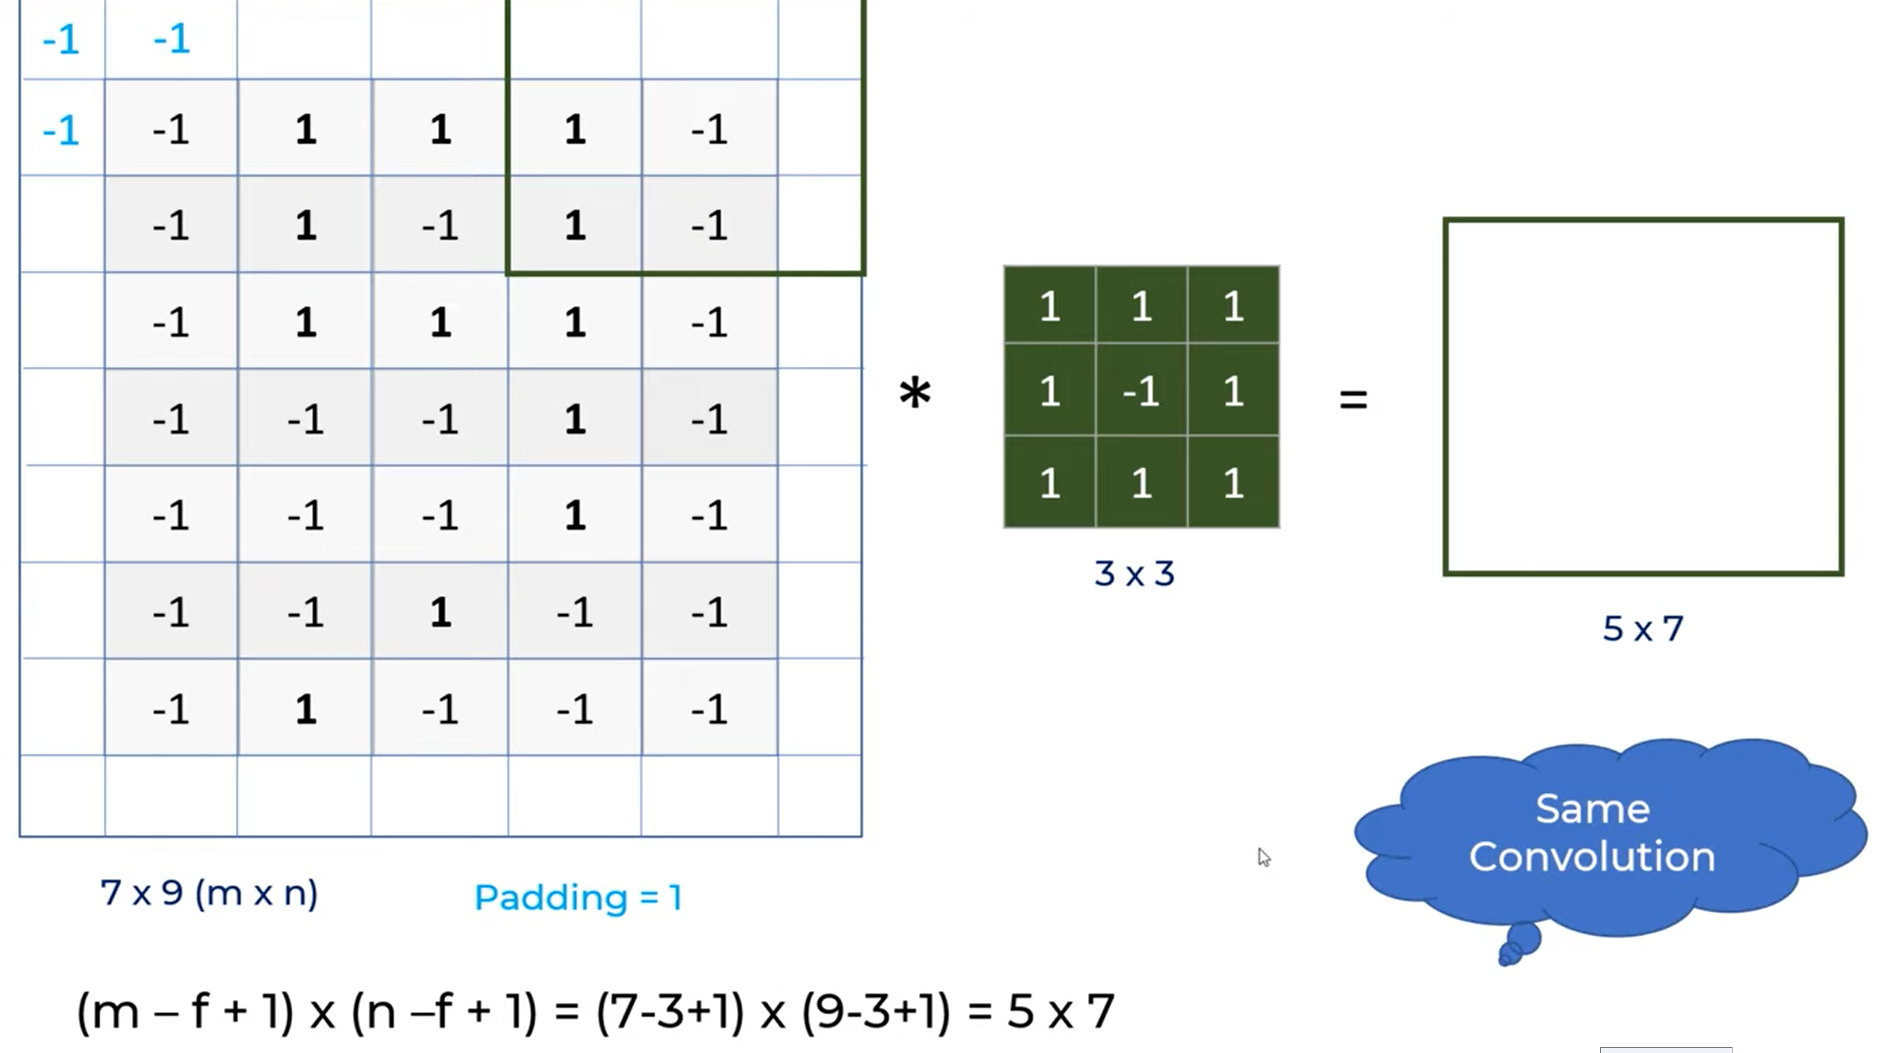 -1 -1
-1 -1 1 1 1 -1
-1 1 -1 1 -1
-1 1 1 1 -1
-1 -1 -1 1 -1
-1 -1 -1 1 -1
-1 -1 1 -1 -1
-1 1 -1 -1 -1
7 x 9 (m x n)
Padding = 1
*
1 1 1
1 -1 1
1 1 1
3 x 3
=
5 x 7
Same
Convolution
(m – f + 1) x (n –f + 1) = (7-3+1) x (9-3+1) = 5 x 7